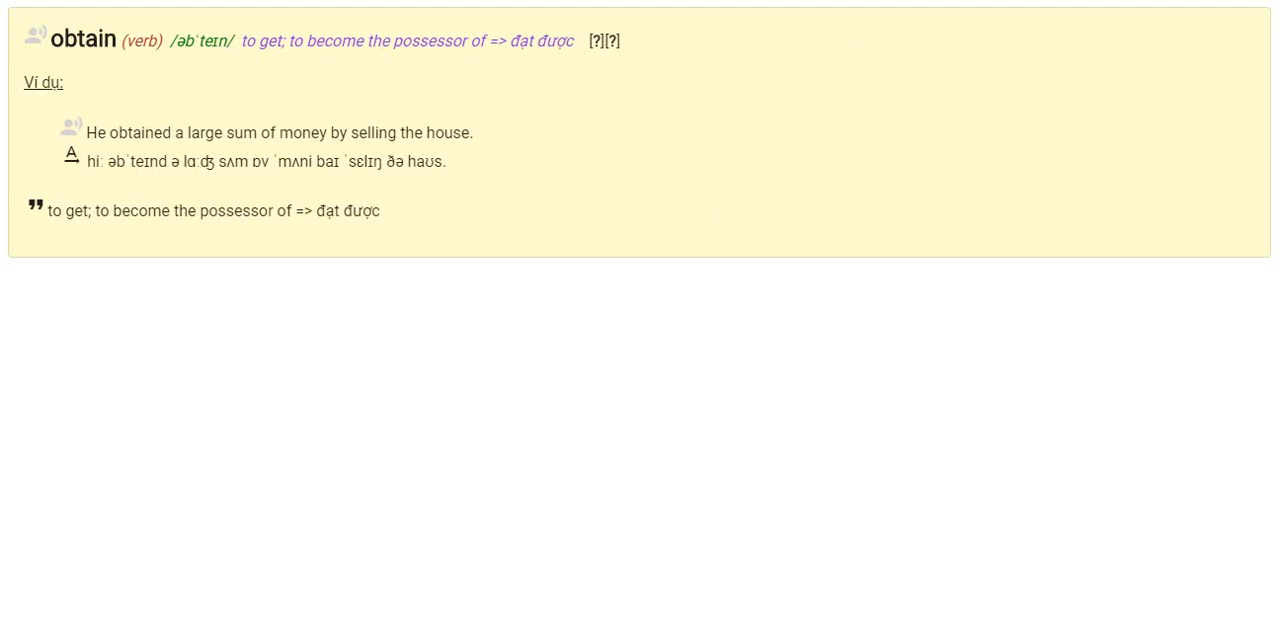 obtain (verb) /əbˈteɪn/ to get; to become the possessor of => đạt được [?][?]
Ví dụ:
He obtained a large sum of money by selling the house.
hiː əbˈteɪnd ə lɑːʤ sʌm ɒv ˈmʌni baɪ ˈsɛlɪŋ ðə haʊs.
to get; to become the possessor of => đạt được